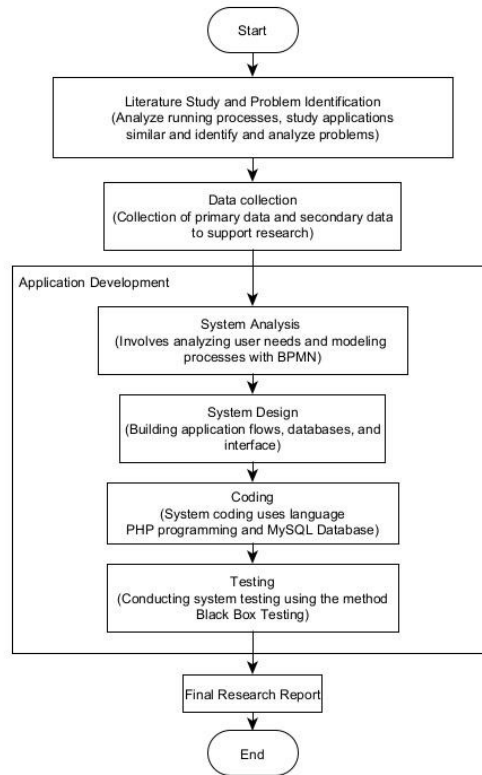 Start
Literature Study and Problem Identification
(Analyze running processes, study applications
similar and identify and analyze problems)
Data collection
(Collection of primary data and secondary data
to support research)
Application Development
System Analysis
(Involves analyzing user needs and modeling
processes with BPMN)
System Design
(Building application flows, databases, and
interface)
Coding
(System coding uses language
PHP programming and MySQL Database)
Testing
(Conducting system testing using the method
Black Box Testing)
Final Research Report
End